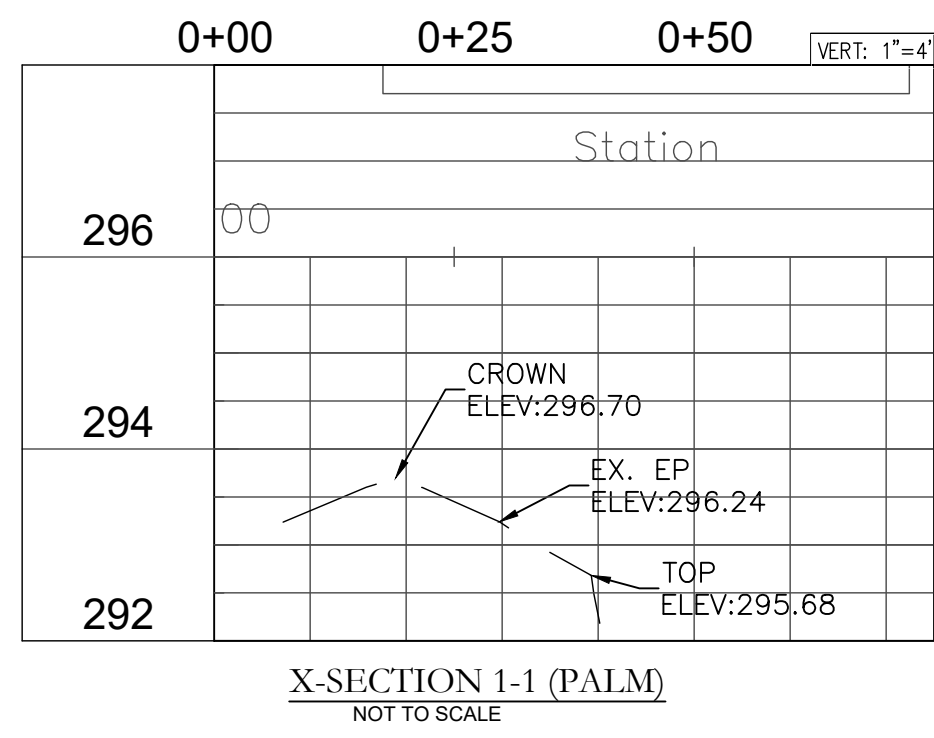 0+00 0+25 0+50
VERT: 1"=4'
Station
296
00
294
CROWN
ELEV:296.70
EX. EP
ELEV:296.24
292
TOP
ELEV:295.68
X-SECTION 1-1 (PALM)
NOT TO SCALE